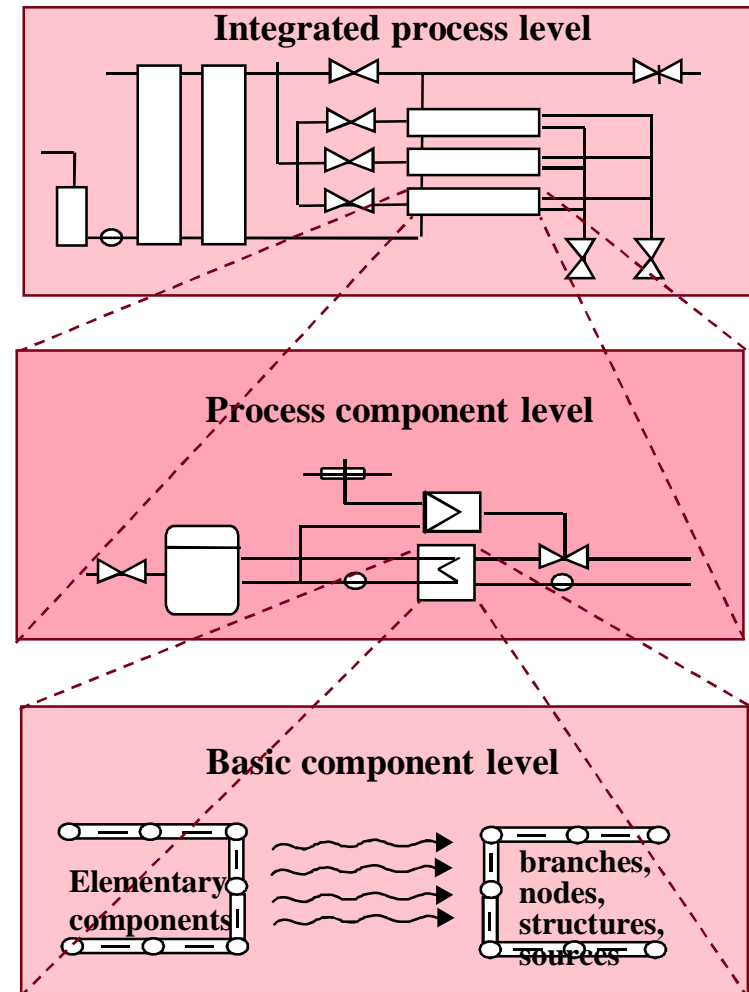 Integrated process level
Process component level
Basic component level
Elementary
components
branches,
nodes,
structures,
sources